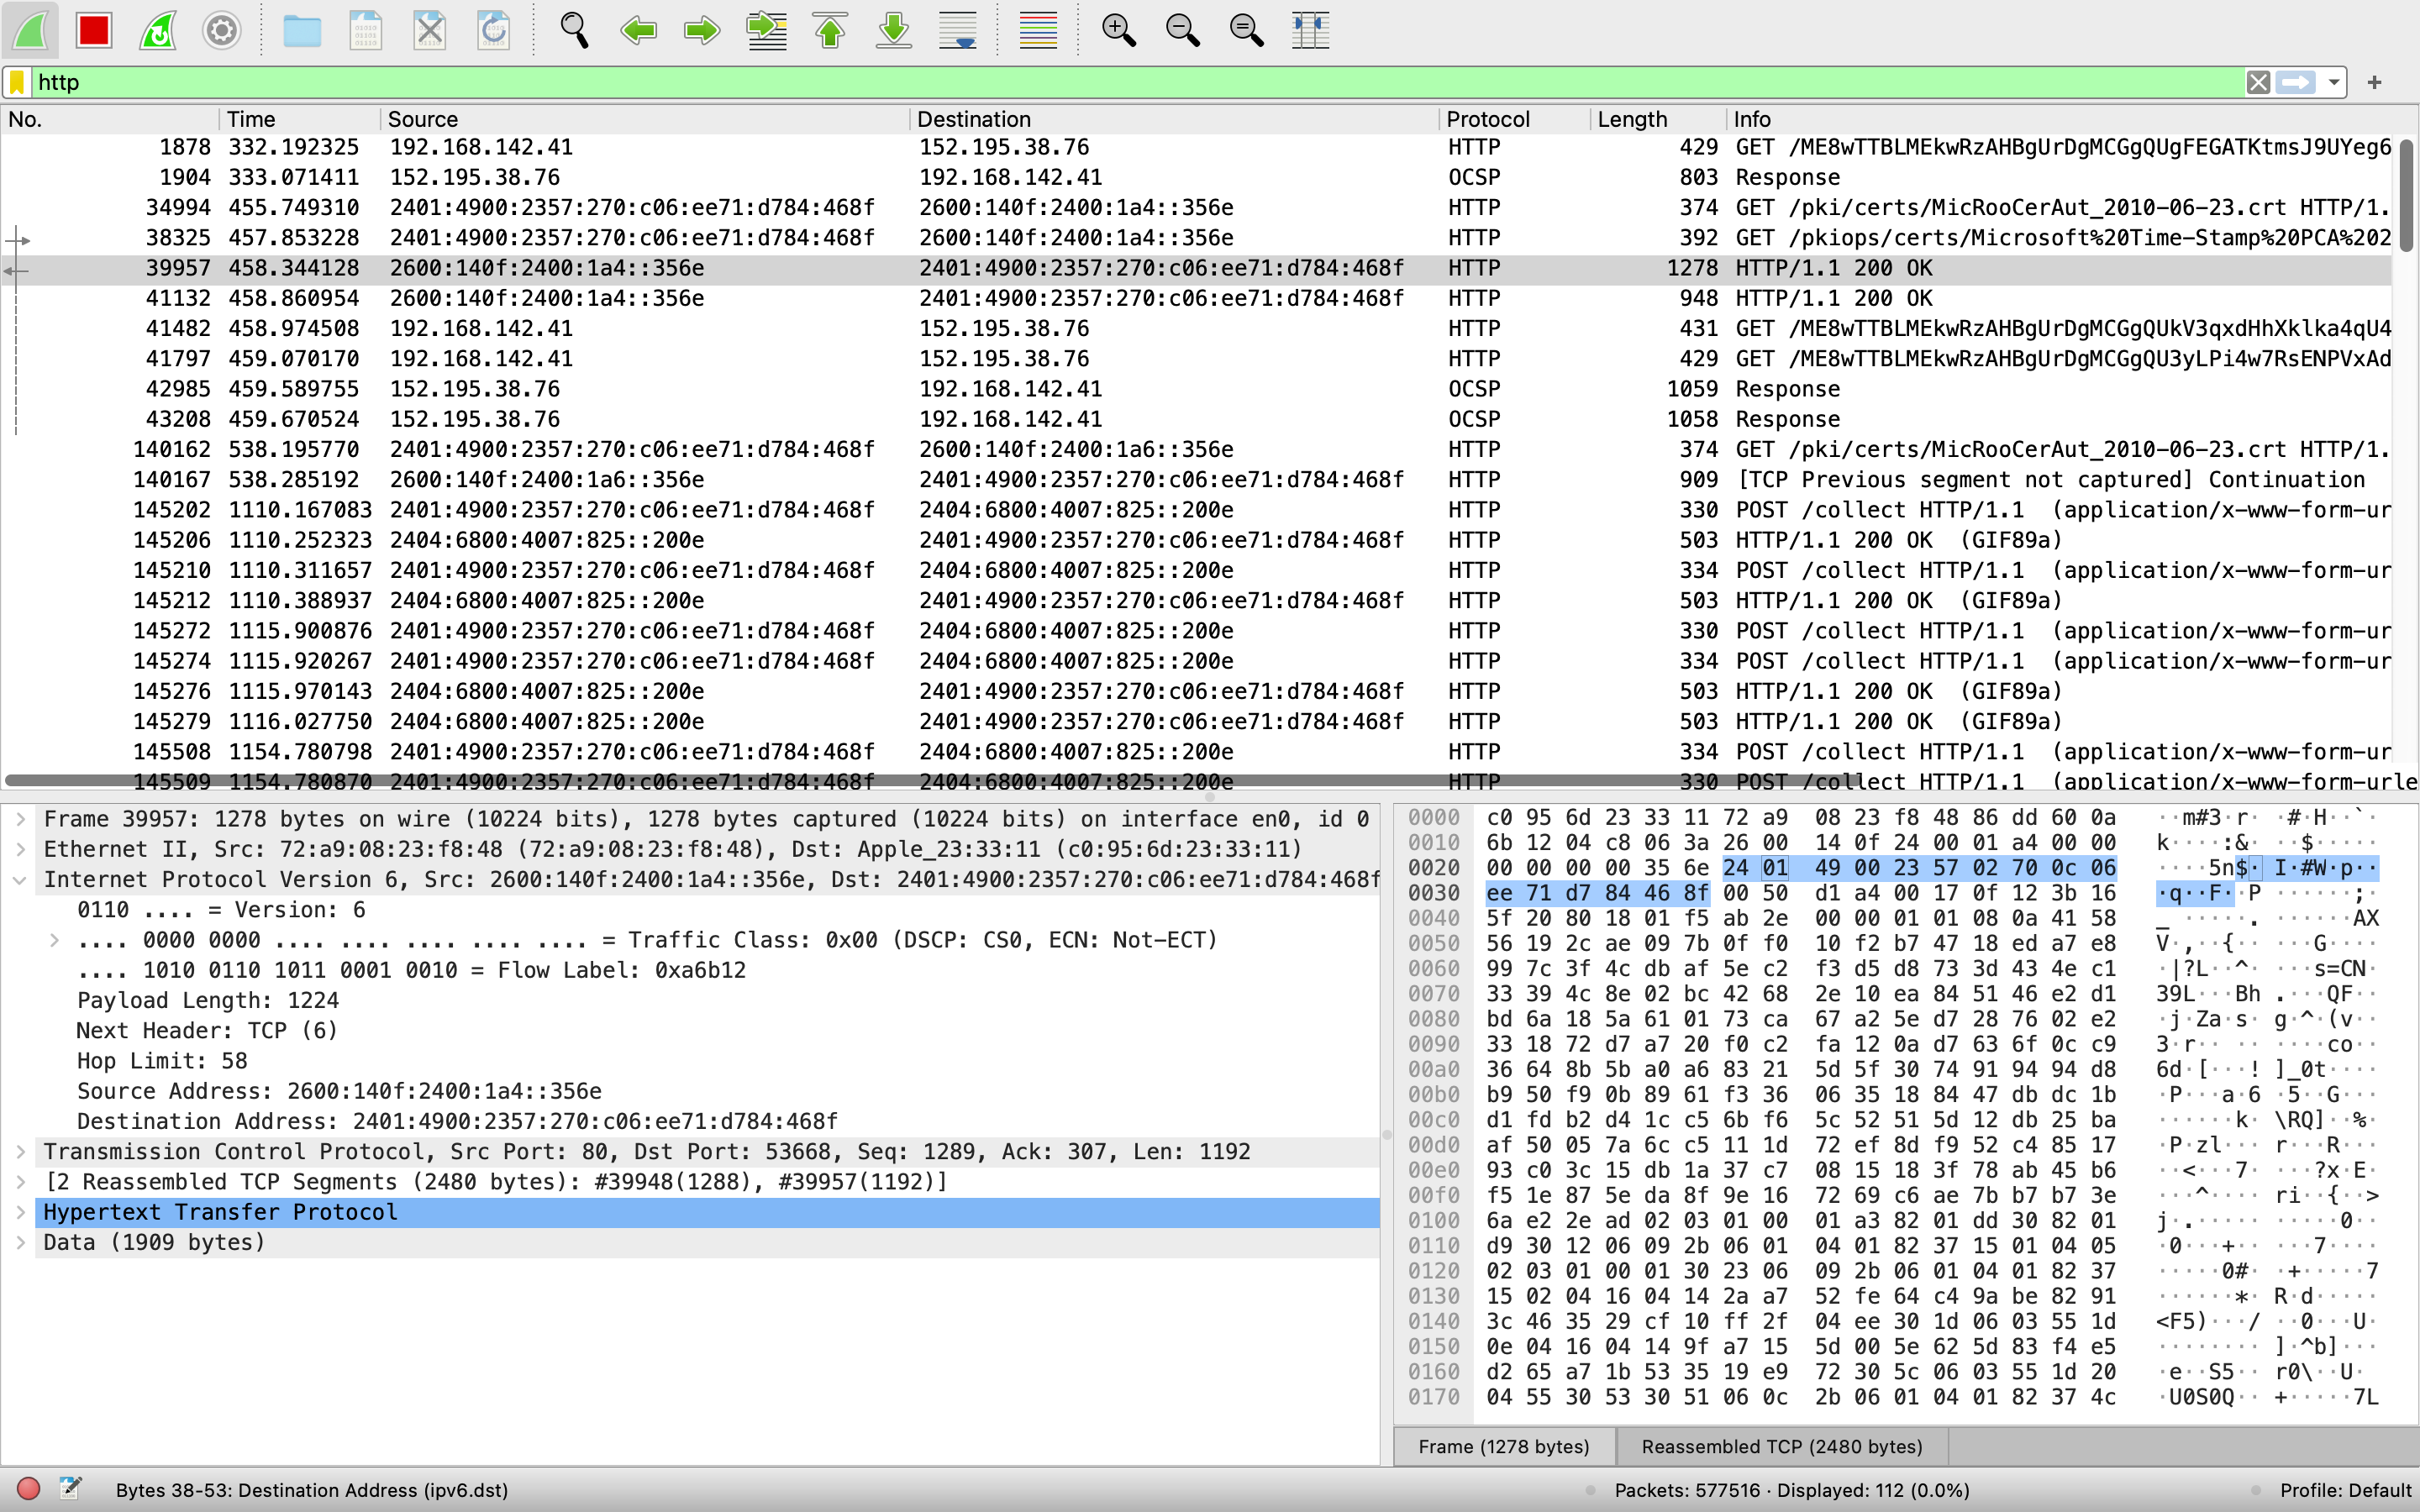 http
No. Time Source Destination Protocol Length Info
1878 332.192325 192.168.142.41 152.195.38.76 HTTP 429 GET /ME8wTTBLMEkwRzAHBgUrDgMCGgQUgFEGATKtmsJ9UYeg6
1904 333.071411 152.195.38.76 192.168.142.41 OCSP 803 Response
34994 455.749310 2401:4900:2357:270:c06:ee71:d784:468f 2600:140f:2400:1a4::356e HTTP 374 GET /pki/certs/MicRooCerAut_2010-06-23.crt HTTP/1.
38325 457.853228 2401:4900:2357:270:c06:ee71:d784:468f 2600:140f:2400:1a4::356e HTTP 392 GET /pkiops/certs/Microsoft%20Time-Stamp%20PCA%202
39957 458.344128 2600:140f:2400:1a4::356e 2401:4900:2357:270:c06:ee71:d784:468f HTTP 1278 HTTP/1.1 200 OK
41132 458.860954 2600:140f:2400:1a4::356e 2401:4900:2357:270:c06:ee71:d784:468f HTTP 948 HTTP/1.1 200 OK
41482 458.974508 192.168.142.41 152.195.38.76 HTTP 431 GET /ME8wTTBLMEkwRzAHBgUrDgMCGgQUkV3qxdHhXklka4qU4
41797 459.070170 192.168.142.41 152.195.38.76 HTTP 429 GET /ME8wTTBLMEkwRzAHBgUrDgMCGgQU3yLPi4w7RsENPVxAd
42985 459.589755 152.195.38.76 192.168.142.41 OCSP 1059 Response
43208 459.670524 152.195.38.76 192.168.142.41 OCSP 1058 Response
140162 538.195770 2401:4900:2357:270:c06:ee71:d784:468f 2600:140f:2400:1a6::356e HTTP 374 GET /pki/certs/MicRooCerAut_2010-06-23.crt HTTP/1.
140167 538.285192 2600:140f:2400:1a6::356e 2401:4900:2357:270:c06:ee71:d784:468f HTTP 909 [TCP Previous segment not captured] Continuation
145202 1110.167083 2401:4900:2357:270:c06:ee71:d784:468f 2404:6800:4007:825::200e HTTP 330 POST /collect HTTP/1.1 (application/x-www-form-ur
145206 1110.252323 2404:6800:4007:825::200e 2401:4900:2357:270:c06:ee71:d784:468f HTTP 503 HTTP/1.1 200 OK (GIF89a)
145210 1110.311657 2401:4900:2357:270:c06:ee71:d784:468f 2404:6800:4007:825::200e HTTP 334 POST /collect HTTP/1.1 (application/x-www-form-ur
145212 1110.388937 2404:6800:4007:825::200e 2401:4900:2357:270:c06:ee71:d784:468f HTTP 503 HTTP/1.1 200 OK (GIF89a)
145272 1115.900876 2401:4900:2357:270:c06:ee71:d784:468f 2404:6800:4007:825::200e HTTP 330 POST /collect HTTP/1.1 (application/x-www-form-ur
145274 1115.920267 2401:4900:2357:270:c06:ee71:d784:468f 2404:6800:4007:825::200e HTTP 334 POST /collect HTTP/1.1 (application/x-www-form-ur
145276 1115.970143 2404:6800:4007:825::200e 2401:4900:2357:270:c06:ee71:d784:468f HTTP 503 HTTP/1.1 200 OK (GIF89a)
145279 1116.027750 2404:6800:4007:825::200e 2401:4900:2357:270:c06:ee71:d784:468f HTTP 503 HTTP/1.1 200 OK (GIF89a)
145508 1154.780798 2401:4900:2357:270:c06:ee71:d784:468f 2404:6800:4007:825::200e HTTP 334 POST /collect HTTP/1.1 (application/x-www-form-ur
145509 1154.780870 2401:4900:2357:270:c06:ee71:d784:468f 2404:6800:4007:825::200e HTTP 330 POST /collect HTTP/1.1 (application/x-www-form-urle
Frame 39957: 1278 bytes on wire (10224 bits), 1278 bytes captured (10224 bits) on interface en0, id 0
Ethernet II, Src: 72:a9:08:23:f8:48 (72:a9:08:23:f8:48), Dst: Apple_23:33:11 (c0:95:6d:23:33:11)
Internet Protocol Version 6, Src: 2600:140f:2400:1a4::356e, Dst: 2401:4900:2357:270:c06:ee71:d784:468f
0110 .... = Version: 6
.... 0000 0000 .... .... .... .... .... = Traffic Class: 0x00 (DSCP: CS0, ECN: Not-ECT)
.... 1010 0110 1011 0001 0010 = Flow Label: 0xa6b12
Payload Length: 1224
Next Header: TCP (6)
Hop Limit: 58
Source Address: 2600:140f:2400:1a4::356e
Destination Address: 2401:4900:2357:270:c06:ee71:d784:468f
Transmission Control Protocol, Src Port: 80, Dst Port: 53668, Seq: 1289, Ack: 307, Len: 1192
[2 Reassembled TCP Segments (2480 bytes): #39948(1288), #39957(1192)]
Hypertext Transfer Protocol
Data (1909 bytes)
0000 c0 95 6d 23 33 11 72 a9 08 23 f8 48 86 dd 60 0a ··m#3·r· ·#·H··`·
0010 6b 12 04 c8 06 3a 26 00 14 0f 24 00 01 a4 00 00 k····:&· ··$·····
0020 00 00 00 00 35 6e 24 01 49 00 23 57 02 70 0c 06 ····5n$· I·#W·p··
0030 ee 71 d7 84 46 8f 00 50 d1 a4 00 17 0f 12 3b 16 ·q··F··P ······;·
0040 5f 20 80 18 01 f5 ab 2e 00 00 01 01 08 0a 41 58 _ ·····. ······AX
0050 56 19 2c ae 09 7b 0f f0 10 f2 b7 47 18 ed a7 e8 V·,··{·· ···G····
0060 99 7c 3f 4c db af 5e c2 f3 d5 d8 73 3d 43 4e c1 ·|?L··^· ···s=CN·
0070 33 39 4c 8e 02 bc 42 68 2e 10 ea 84 51 46 e2 d1 39L···Bh .···QF··
0080 bd 6a 18 5a 61 01 73 ca 67 a2 5e d7 28 76 02 e2 ·j·Za·s· g·^·(v··
0090 33 18 72 d7 a7 20 f0 c2 fa 12 0a d7 63 6f 0c c9 3·r·· ·· ····co··
00a0 36 64 8b 5b a0 a6 83 21 5d 5f 30 74 91 94 94 d8 6d·[···! ]_0t····
00b0 b9 50 f9 0b 89 61 f3 36 06 35 18 84 47 db dc 1b ·P···a·6 ·5··G···
00c0 d1 fd b2 d4 1c c5 6b f6 5c 52 51 5d 12 db 25 ba ······k· \RQ]··%·
00d0 af 50 05 7a 6c c5 11 1d 72 ef 8d f9 52 c4 85 17 ·P·zl··· r···R···
00e0 93 c0 3c 15 db 1a 37 c7 08 15 18 3f 78 ab 45 b6 ··<···7· ···?x·E·
00f0 f5 1e 87 5e da 8f 9e 16 72 69 c6 ae 7b b7 b7 3e ···^···· ri··{··>
0100 6a e2 2e ad 02 03 01 00 01 a3 82 01 dd 30 82 01 j·.····· ·····0··
0110 d9 30 12 06 09 2b 06 01 04 01 82 37 15 01 04 05 ·0···+·· ···7····
0120 02 03 01 00 01 30 23 06 09 2b 06 01 04 01 82 37 ·····0#· ·+·····7
0130 15 02 04 16 04 14 2a a7 52 fe 64 c4 9a be 82 91 ······*· R·d·····
0140 3c 46 35 29 cf 10 ff 2f 04 ee 30 1d 06 03 55 1d <F5)···/ ··0···U·
0150 0e 04 16 04 14 9f a7 15 5d 00 5e 62 5d 83 f4 e5 ········ ]·^b]···
0160 d2 65 a7 1b 53 35 19 e9 72 30 5c 06 03 55 1d 20 ·e··S5·· r0\··U· 
0170 04 55 30 53 30 51 06 0c 2b 06 01 04 01 82 37 4c ·U0S0Q·· +·····7L
Frame (1278 bytes) Reassembled TCP (2480 bytes)
Bytes 38-53: Destination Address (ipv6.dst) Packets: 577516 · Displayed: 112 (0.0%) Profile: Default